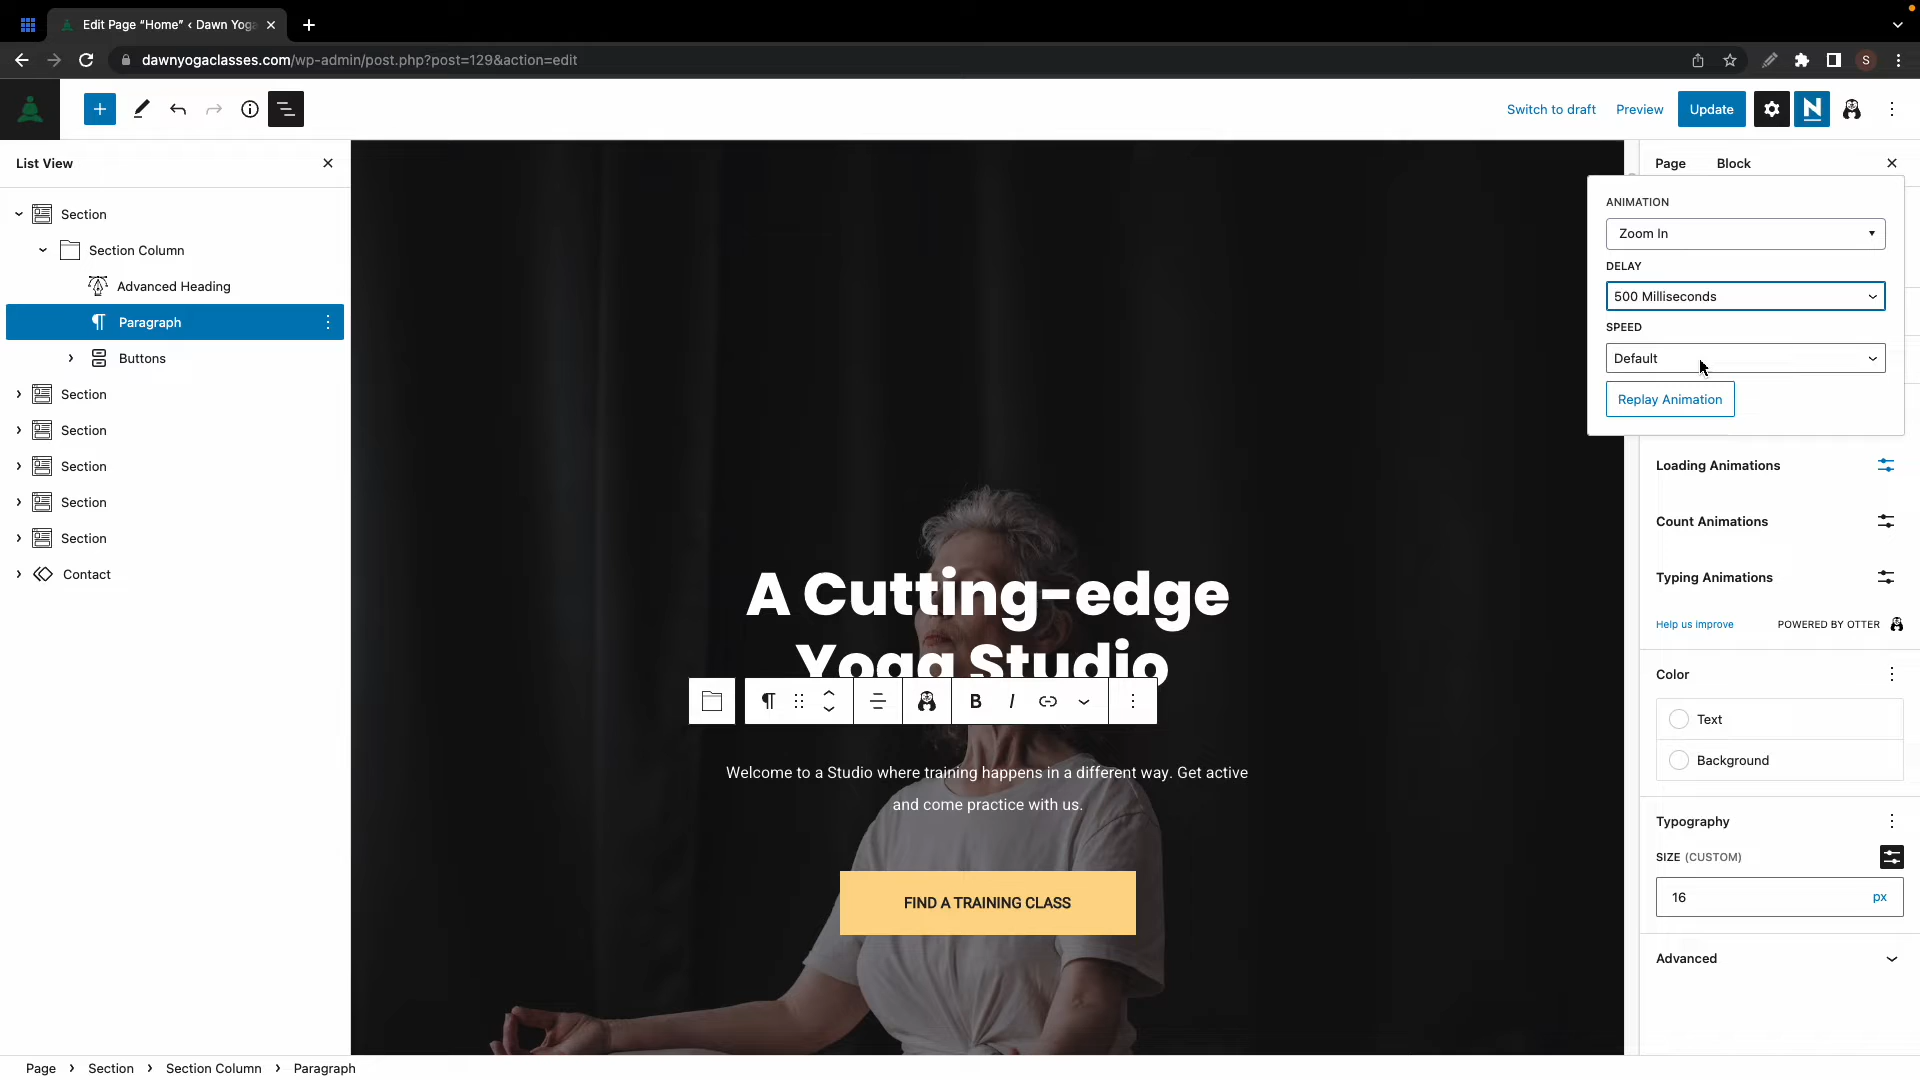 Edit Page “Home” ‹ Dawn Yoga
dawnyogaclasses.com/wp-admin/post.php?post=129&action=edit
S
Switch to draft
Preview
Update
N
List View
Section
Section Column
Advanced Heading
Paragraph
Buttons
Section
Section
Section
Section
Section
Contact
A Cutting-edge
Yoga Studio
B I
Welcome to a Studio where training happens in a different way. Get active
and come practice with us.
FIND A TRAINING CLASS
Page Block
ANIMATION
Zoom In
DELAY
500 Milliseconds
SPEED
Default
Replay Animation
Loading Animations
Count Animations
Typing Animations
Help us improve
POWERED BY OTTER
Color
Text
Background
Typography
SIZE (CUSTOM)
16 px
Advanced
Page › Section › Section Column › Paragraph